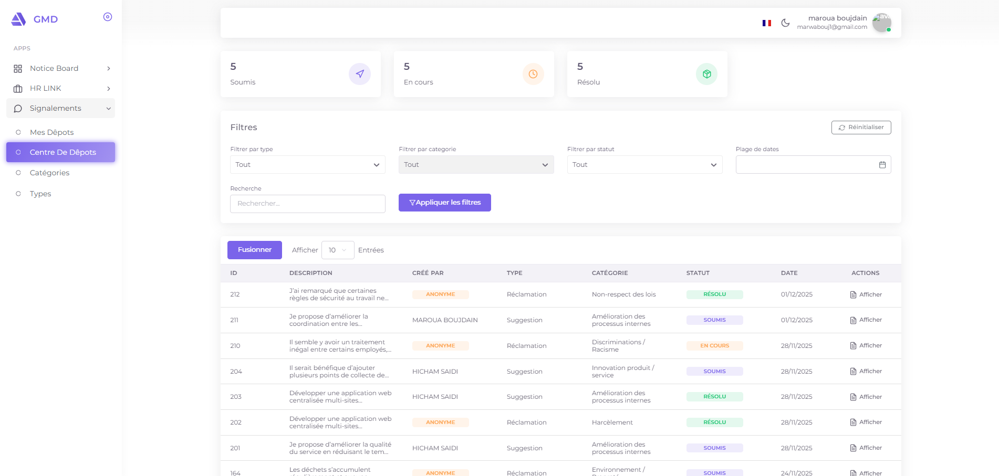 GMD
APPS
Notice Board
HR LINK
Signalements
Mes Dêpots
Centre De Dêpots
Catégories
Types
maroua boujdain
marwabouj1@gmail.com
5
Soumis
5
En cours
5
Résolu
Filtres
Réinitialiser
Filtrer par type
Filtrer par categorie
Filtrer par statut
Plage de dates
Tout
Tout
Tout
Recherche
Rechercher...
Appliquer les filtres
Fusionner
Afficher
10
Entrées
ID DESCRIPTION CRÉÉ PAR TYPE CATÉGORIE STATUT DATE ACTIONS
212 J'ai remarqué que certaines ANONYME Réclamation Non-respect des lois RÉSOLU 01/12/2025 Afficher
règles de sécurité au travail ne...
211 Je propose d'améliorer la MAROUA BOUJDAIN Suggestion Amélioration des SOUMIS 01/12/2025 Afficher
coordination entre les... processus internes
210 Il semble y avoir un traitement ANONYME Réclamation Discriminations / EN COURS 28/11/2025 Afficher
inégal entre certains employés,... Racisme
204 Il serait bénéfique d'ajouter HICHAM SAIDI Suggestion Innovation produit / SOUMIS 28/11/2025 Afficher
plusieurs points de collecte de... service
203 Développer une application web HICHAM SAIDI Suggestion Amélioration des RÉSOLU 28/11/2025 Afficher
centralisée multi-sites... processus internes
202 Développer une application web ANONYME Réclamation Harcèlement RÉSOLU 28/11/2025 Afficher
centralisée multi-sites...
201 Je propose d'améliorer la qualité HICHAM SAIDI Suggestion Amélioration des SOUMIS 28/11/2025 Afficher
du service en réduisant le tem... processus internes
164 Les déchets s'accumulent ANONYME Réclamation Environnement / SOUMIS 24/11/2025 Afficher